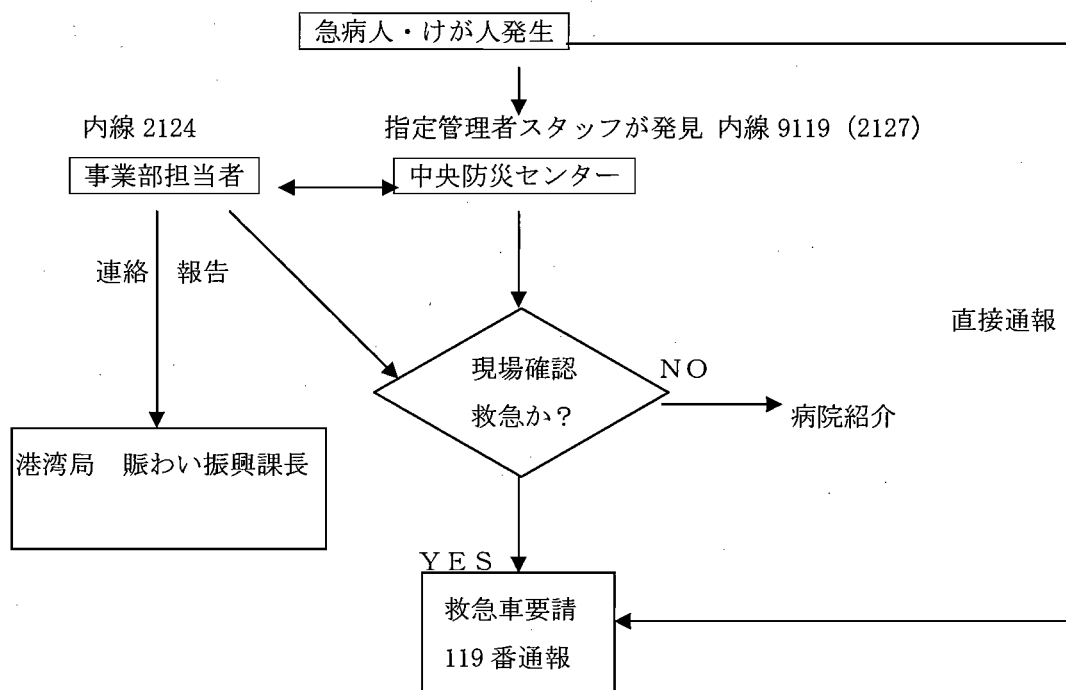 急病人・けが人発生
内線 2124
指定管理者スタッフが発見 内線 9119（2127）
事業部担当者
中央防災センター
連絡 報告
直接通報
現場確認
救急か？
NO
病院紹介
港湾局 賑わい振興課長
YES
救急車要請
119番通報